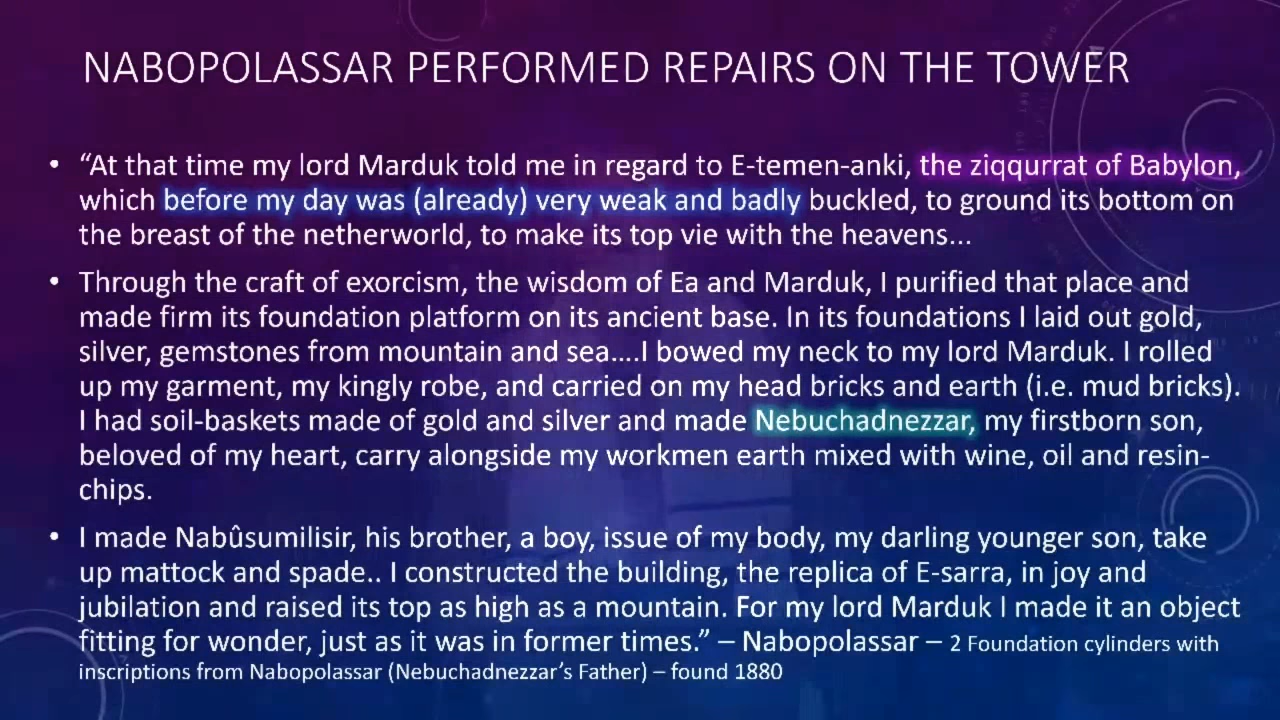 NABOPOLASSAR PERFORMED REPAIRS ON THE TOWER
• “At that time my lord Marduk told me in regard to E-temen-anki, the ziqqurrat of Babylon,
which before my day was (already) very weak and badly buckled, to ground its bottom on
the breast of the netherworld, to make its top vie with the heavens...
• Through the craft of exorcism, the wisdom of Ea and Marduk, I purified that place and
made firm its foundation platform on its ancient base. In its foundations I laid out gold,
silver, gemstones from mountain and sea....I bowed my neck to my lord Marduk. I rolled
up my garment, my kingly robe, and carried on my head bricks and earth (i.e. mud bricks).
I had soil-baskets made of gold and silver and made Nebuchadnezzar, my firstborn son,
beloved of my heart, carry alongside my workmen earth mixed with wine, oil and resin-
chips.
• I made Nabûsumilisir, his brother, a boy, issue of my body, my darling younger son, take
up mattock and spade.. I constructed the building, the replica of E-sarra, in joy and
jubilation and raised its top as high as a mountain. For my lord Marduk I made it an object
fitting for wonder, just as it was in former times.” – Nabopolassar – 2 Foundation cylinders with
inscriptions from Nabopolassar (Nebuchadnezzar’s Father) – found 1880